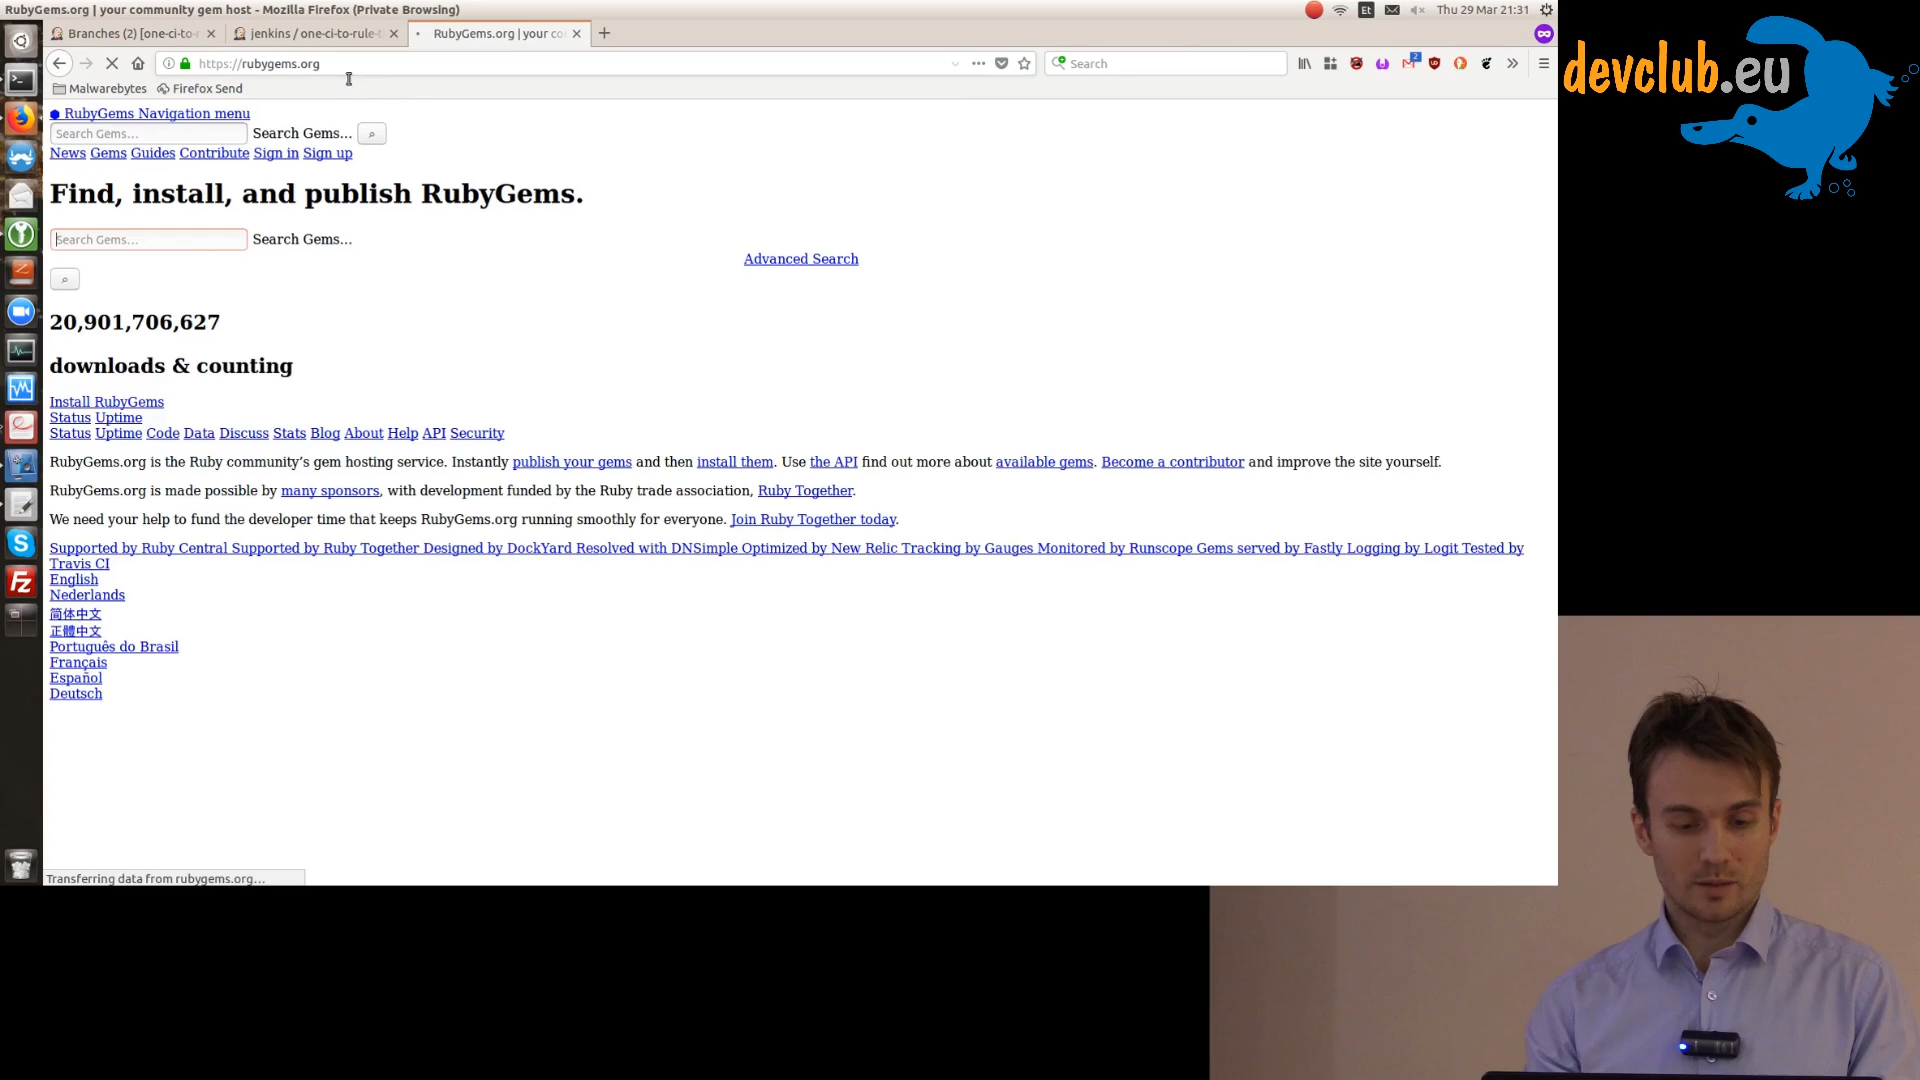 RubyGems.org | your community gem host - Mozilla Firefox (Private Browsing)
Et
Thu 29 Mar 21:31
Branches (2) [one-ci-to-r
jenkins / one-ci-to-rule-t
RubyGems.org | your co
https://rubygems.org
Search
2
Malwarebytes
Firefox Send
RubyGems Navigation menu
Search Gems…
Search Gems…
News Gems Guides Contribute Sign in Sign up
Find, install, and publish RubyGems.
Search Gems…
Search Gems…
Advanced Search
20,901,706,627
downloads & counting
Install RubyGems
Status Uptime
Status Uptime Code Data Discuss Stats Blog About Help API Security
RubyGems.org is the Ruby community’s gem hosting service. Instantly publish your gems and then install them. Use the API find out more about available gems. Become a contributor and improve the site yourself.
RubyGems.org is made possible by many sponsors, with development funded by the Ruby trade association, Ruby Together.
We need your help to fund the developer time that keeps RubyGems.org running smoothly for everyone. Join Ruby Together today.
Supported by Ruby Central Supported by Ruby Together Designed by DockYard Resolved with DNSimple Optimized by New Relic Tracking by Gauges Monitored by Runscope Gems served by Fastly Logging by Logit Tested by
Travis CI
English
Nederlands
简体中文
正體中文
Português do Brasil
Français
Español
Deutsch
Transferring data from rubygems.org…
devclub.eu